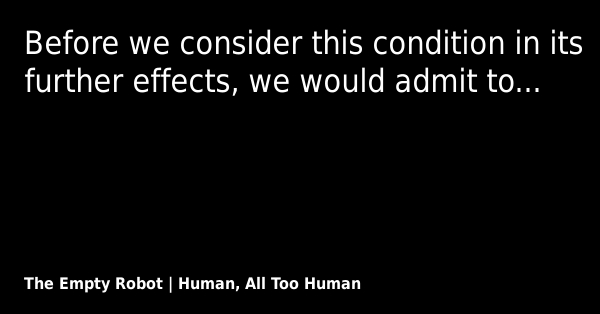 Before we consider this condition in its
further effects, we would admit to...
The Empty Robot | Human, All Too Human